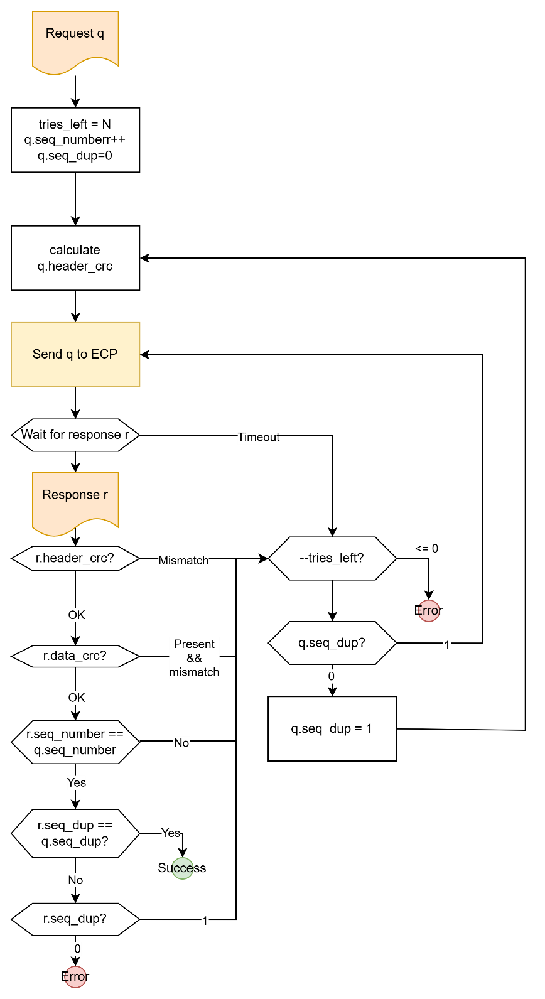 Request q
tries_left = N
q.seq_numberr++
q.seq_dup=0
calculate
q.header_crc
Send q to ECP
Wait for response r
Timeout
Response r
r.header_crc?
Mismatch
--tries_left?
<= 0
Error
OK
q.seq_dup?
1
r.data_crc?
Present
&&
mismatch
0
OK
q.seq_dup = 1
r.seq_number ==
q.seq_number
No
Yes
r.seq_dup ==
q.seq_dup?
Yes
Success
No
r.seq_dup?
1
0
Error